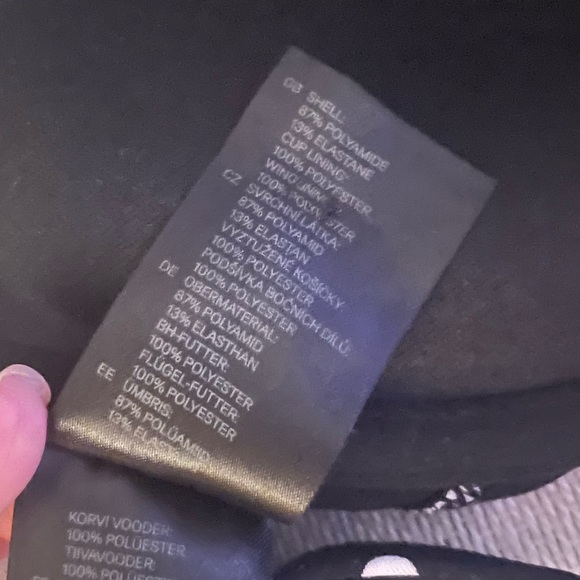 GB SHELL:
87% POLYAMIDE
13% ELASTANE
CUP LINING:
100% POLYESTER
WING
100% POLYESTER
CZ SVRCHNÍ LÁTKA:
87% POLYAMID
13% ELASTAN
VYZTUŽENÉ KOŠÍČKY:
100% POLYESTER
PODŠÍVKA BOČNÍCH DÍLŮ:
100% POLYESTER
DE OBERMATERIAL:
87% POLYAMID
13% ELASTHAN
BH-FUTTER:
100% POLYESTER
FLÜGEL-FUTTER:
100% POLYESTER
EE ÜMBRIS:
87% POLÜAMIID
13%
KORVI VOODER:
100% POLÜESTER
TIIVAVOODER:
100% POLÜESTER